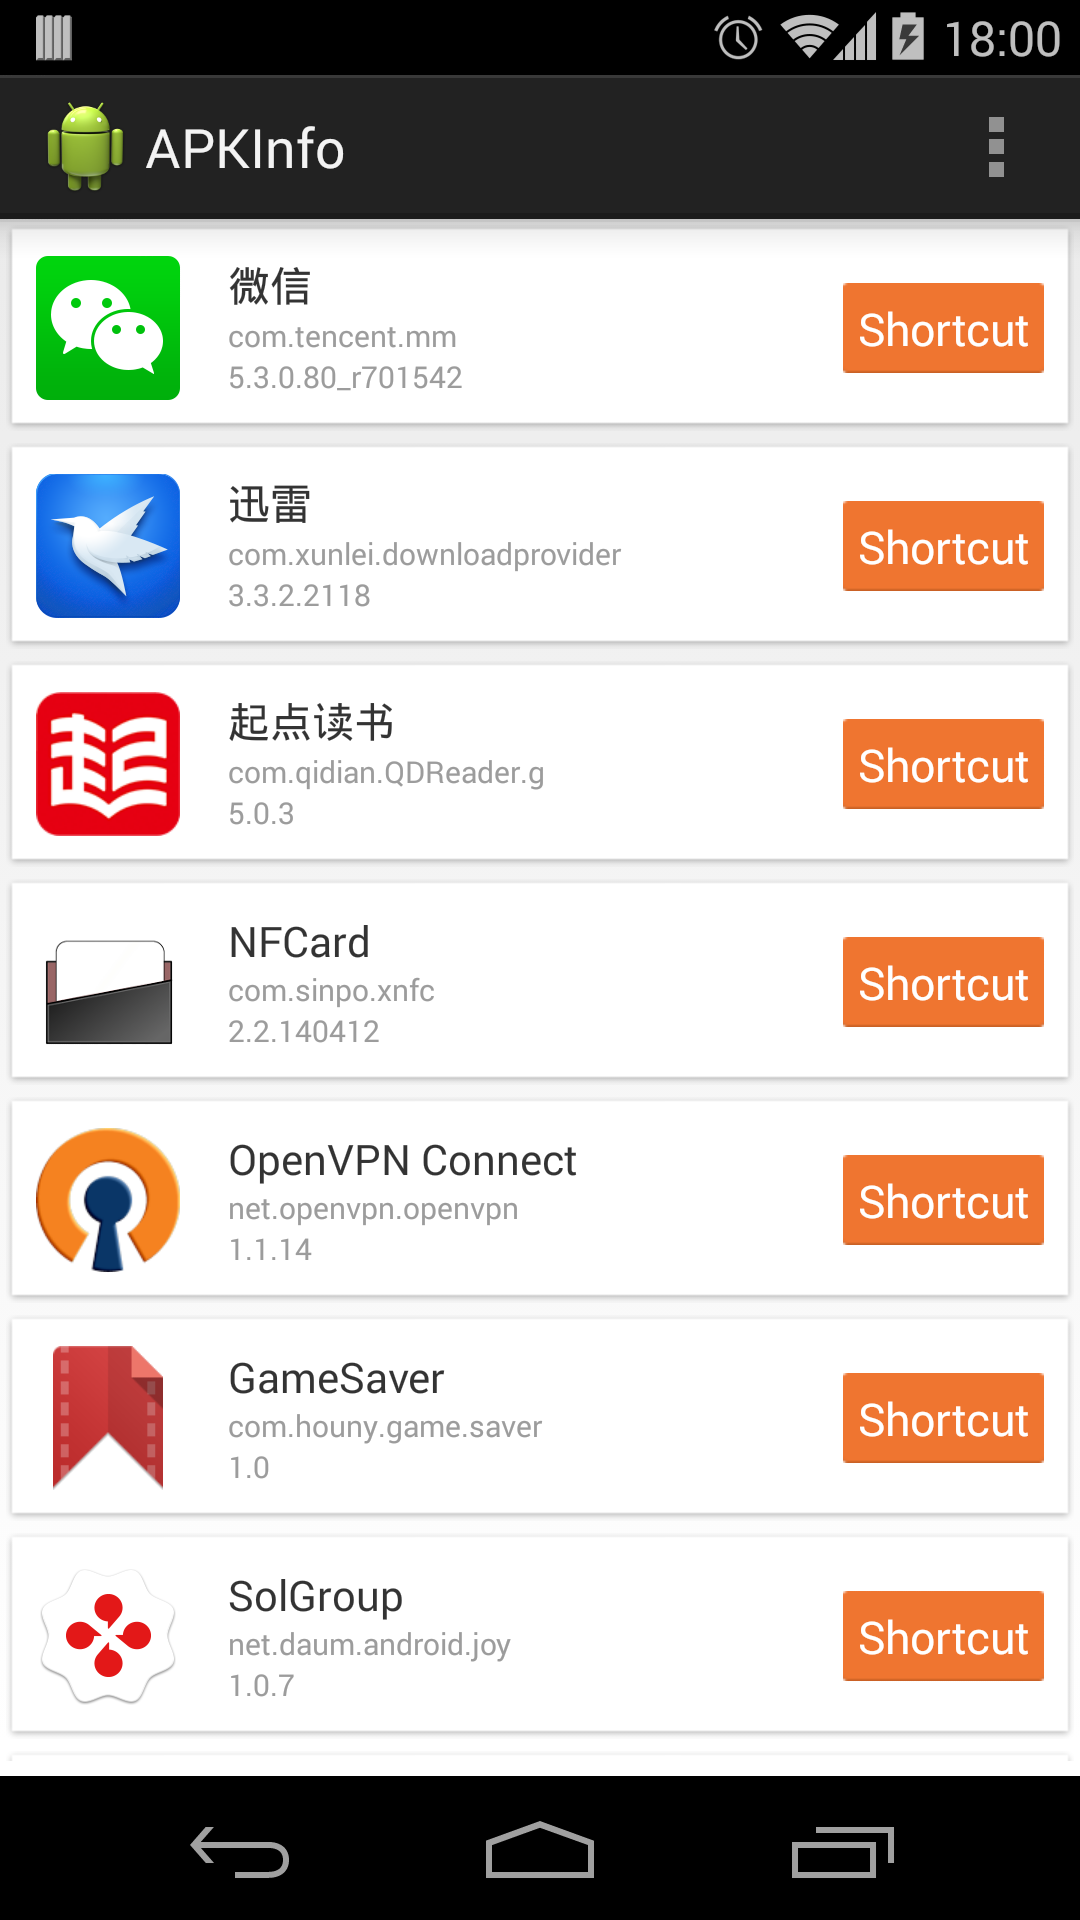 18:00
APKInfo
微信
com.tencent.mm
5.3.0.80_r701542
Shortcut
迅雷
com.xunlei.downloadprovider
3.3.2.2118
Shortcut
起点读书
com.qidian.QDReader.g
5.0.3
Shortcut
NFCard
com.sinpo.xnfc
2.2.140412
Shortcut
OpenVPN Connect
net.openvpn.openvpn
1.1.14
Shortcut
GameSaver
com.houny.game.saver
1.0
Shortcut
SolGroup
net.daum.android.joy
1.0.7
Shortcut